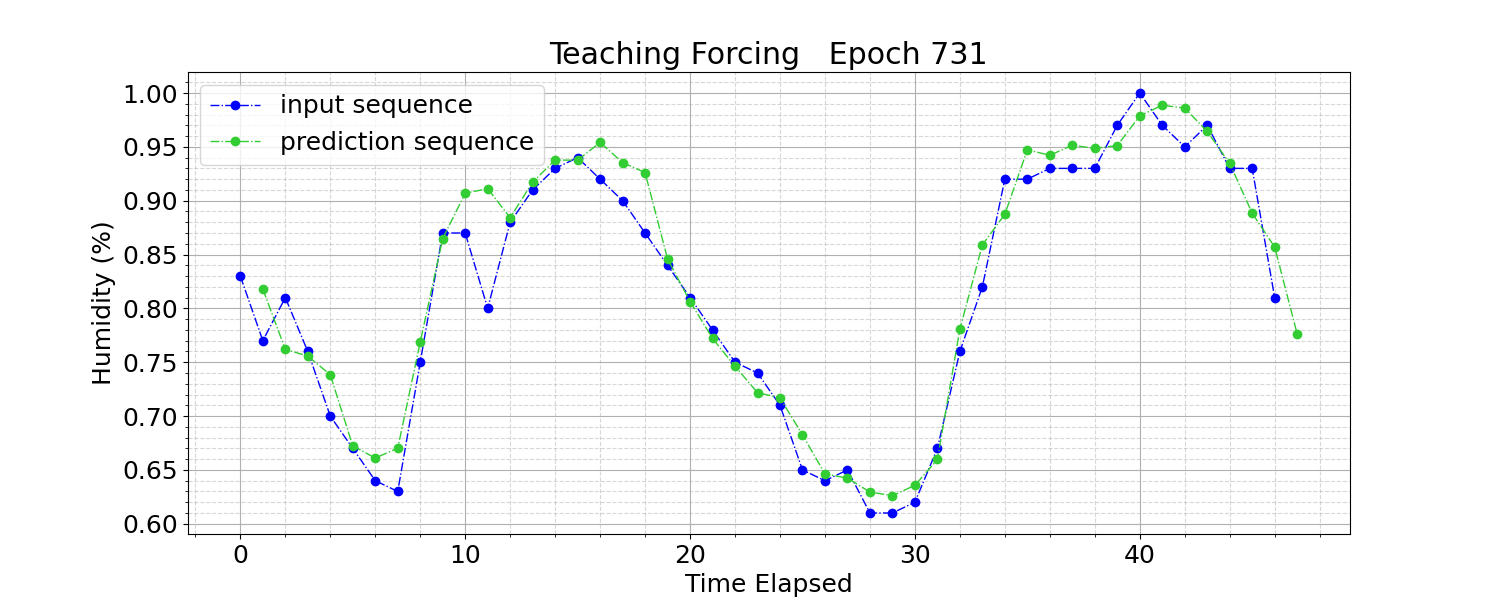 Teaching Forcing   Epoch 731
input sequence
prediction sequence
Humidity (%)
1.00
0.95
0.90
0.85
0.80
0.75
0.70
0.65
0.60
0 10 20 30 40
Time Elapsed